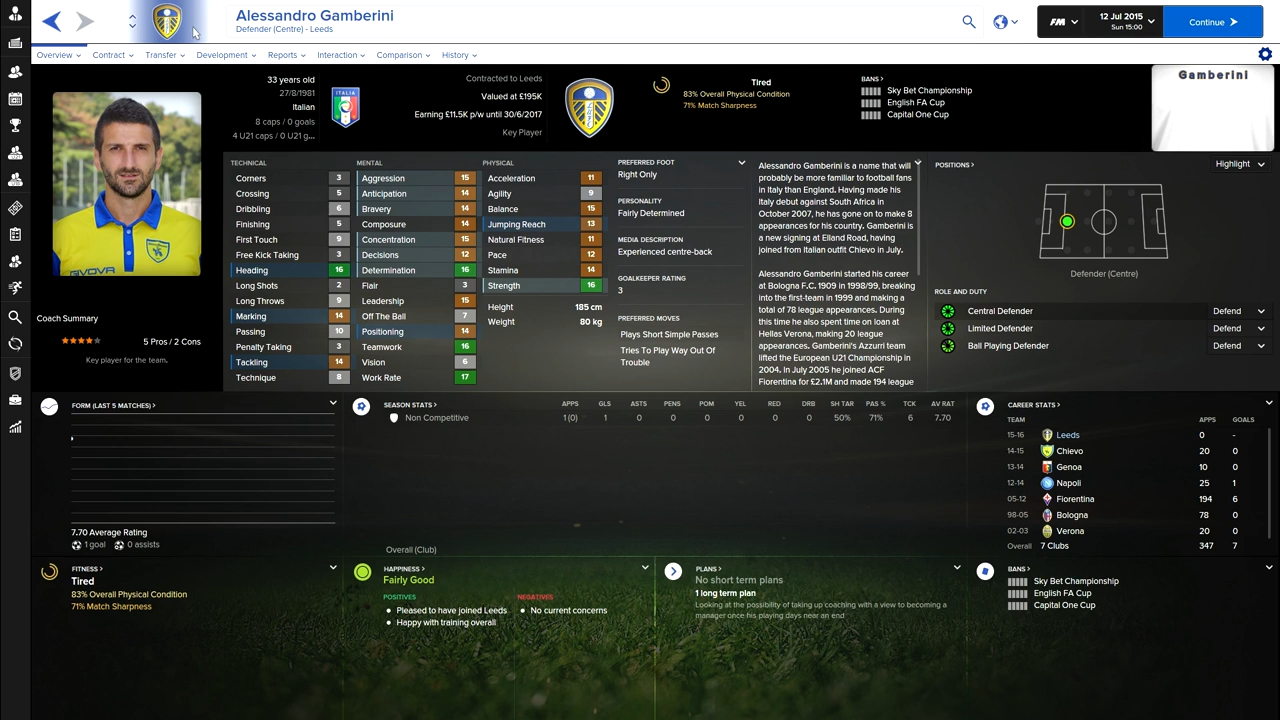 Alessandro Gamberini
Defender (Centre) - Leeds
FM
12 Jul 2015
Sun 15:00
Continue
Overview Contract Transfer Development Reports Interaction Comparison History
33 years old
27/8/1981
Italian
8 caps / 0 goals
4 U21 caps / 0 U21 g...
ITALIA
Contracted to Leeds
Valued at £195K
Earning £11.5K p/w until 30/6/2017
Key Player
Tired
83% Overall Physical Condition
71% Match Sharpness
BANS >
Sky Bet Championship
English FA Cup
Capital One Cup
Gamberini
Coach Summary
5 Pros / 2 Cons
Key player for the team.
TECHNICAL
Corners 3
Crossing 5
Dribbling 6
Finishing 5
First Touch 9
Free Kick Taking 3
Heading 16
Long Shots 2
Long Throws 9
Marking 14
Passing 10
Penalty Taking 3
Tackling 14
Technique 8
MENTAL
Aggression 15
Anticipation 14
Bravery 14
Composure 14
Concentration 15
Decisions 12
Determination 16
Flair 3
Leadership 15
Off The Ball 7
Positioning 14
Teamwork 16
Vision 6
Work Rate 17
PHYSICAL
Acceleration 11
Agility 9
Balance 15
Jumping Reach 13
Natural Fitness 11
Pace 12
Stamina 14
Strength 16
Height 185 cm
Weight 80 kg
PREFERRED FOOT
Right Only
PERSONALITY
Fairly Determined
MEDIA DESCRIPTION
Experienced centre-back
GOALKEEPER RATING
3
PREFERRED MOVES
Plays Short Simple Passes
Tries To Play Way Out Of
Trouble
Alessandro Gamberini is a name that will
probably be more familiar to football fans
in Italy than England. Having made his
Italy debut against South Africa in
October 2007, he has gone on to make 8
appearances for his country. Gamberini is
a new signing at Elland Road, having
joined from Italian outfit Chievo in July.
Alessandro Gamberini started his career
at Bologna F.C. 1909 in 1998/99, breaking
into the first-team in 1999 and making a
total of 78 league appearances. During
this time he also spent time on loan at
Hellas Verona, making 20 league
appearances. Gamberini's Azzurri team
lifted the European U21 Championship in
2004. In July 2005 he joined ACF
Fiorentina for £2.1M and made 194 league
POSITIONS >
Highlight
Defender (Centre)
ROLE AND DUTY
Central Defender Defend
Limited Defender Defend
Ball Playing Defender Defend
FORM (LAST 5 MATCHES) >
7.70 Average Rating
1 goal 0 assists
SEASON STATS > APPS GLS ASTS PENS POM YEL RED DRB SH TAR PAS % TCK AV RAT
Non Competitive 1 (0) 1 0 0 0 0 0 0 50% 71% 6 7.70
Overall (Club)
CAREER STATS >
TEAM APPS GOALS
15-16 Leeds 0 -
14-15 Chievo 20 0
13-14 Genoa 10 0
12-14 Napoli 25 1
05-12 Fiorentina 194 6
98-05 Bologna 78 0
02-03 Verona 20 0
Overall 7 Clubs 347 7
FITNESS >
Tired
83% Overall Physical Condition
71% Match Sharpness
HAPPINESS >
Fairly Good
POSITIVES
Pleased to have joined Leeds
Happy with training overall
NEGATIVES
No current concerns
PLANS >
No short term plans
1 long term plan
Looking at the possibility of taking up coaching with a view to becoming a
manager once his playing days near an end
BANS >
Sky Bet Championship
English FA Cup
Capital One Cup